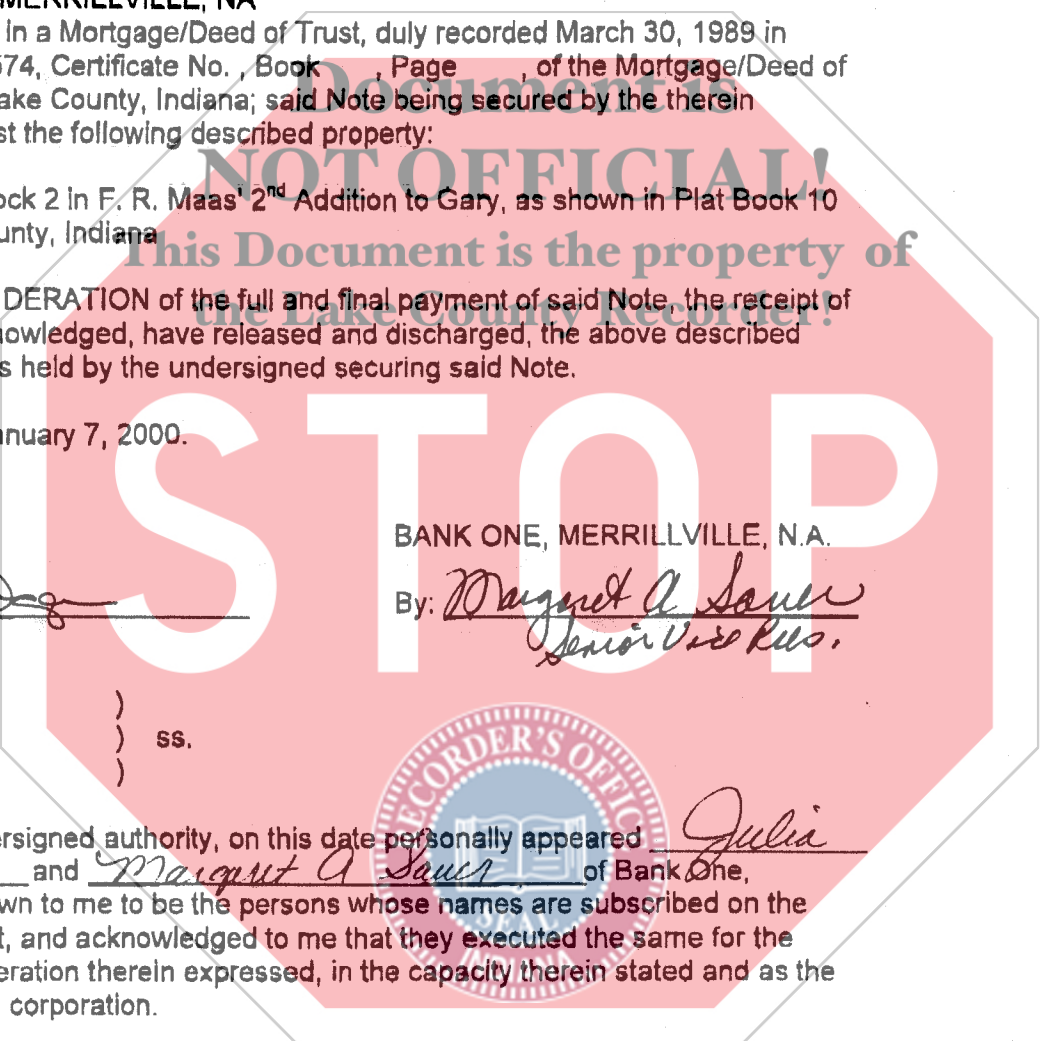 MERRILLVILLE, NA
in a Mortgage/Deed of Trust, duly recorded March 30, 1989 in
574, Certificate No. , Book , Page , of the Mortgage/Deed of
Document is
ake County, Indiana; said Note being secured by the therein
st the following described property:
NOT OFFICIAL!
ock 2 in F. R. Maas' 2nd Addition to Gary, as shown in Plat Book 10
unty, Indiana
This Document is the property of
DERATION of the full and final payment of said Note, the receipt of
the Lake County Recorder!
nowledged, have released and discharged, the above described
s held by the undersigned securing said Note.
anuary 7, 2000.
STOP
BANK ONE, MERRILLVILLE, N.A.
By: Margaret A Sauer
Senior Vice Pres.
)
) ss.
)
RECORDER'S OFFICE
ersigned authority, on this date personally appeared Julia
and Margaret A Sauer of Bank One,
own to me to be the persons whose names are subscribed on the
SEAL
t, and acknowledged to me that they executed the same for the
INDIANA
eration therein expressed, in the capacity therein stated and as the
corporation.